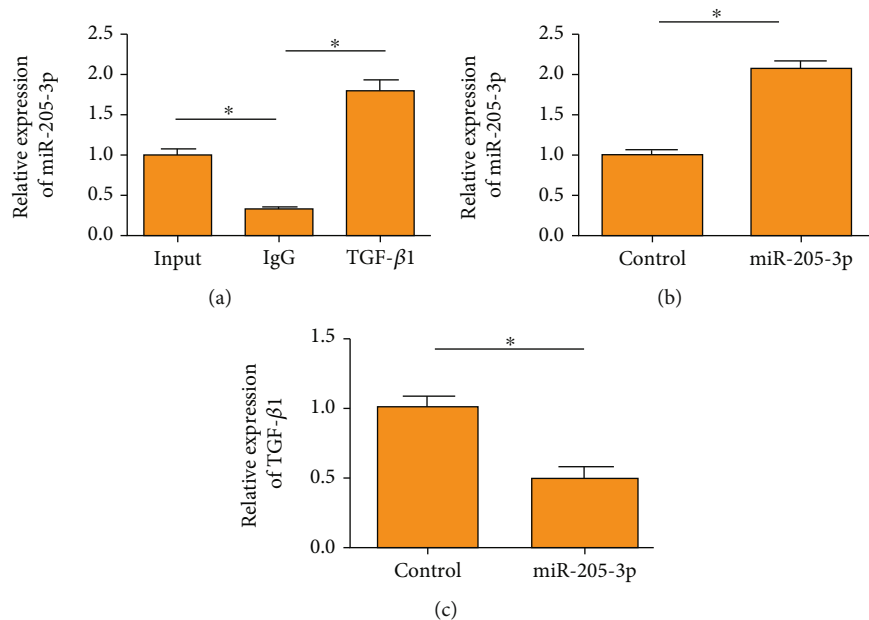 Relative expression
of miR-205-3p
2.5
2.0
1.5
1.0
0.5
0.0
*
*
Input
IgG
TGF-β1
(a)
Relative expression
of miR-205-3p
2.5
2.0
1.5
1.0
0.5
0.0
*
Control
miR-205-3p
(b)
Relative expression
of TGF-β1
1.5
1.0
0.5
0.0
*
Control
miR-205-3p
(c)